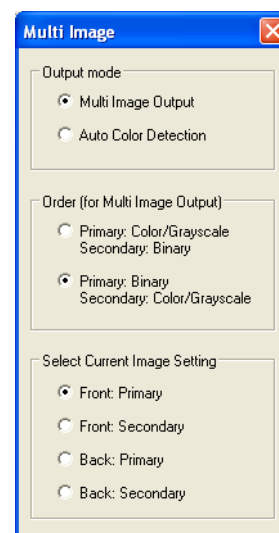 Multi Image
Output mode
Multi Image Output
Auto Color Detection
Order (for Multi Image Output)
Primary: Color/Grayscale
Secondary: Binary
Primary: Binary
Secondary: Color/Grayscale
Select Current Image Setting
Front: Primary
Front: Secondary
Back: Primary
Back: Secondary